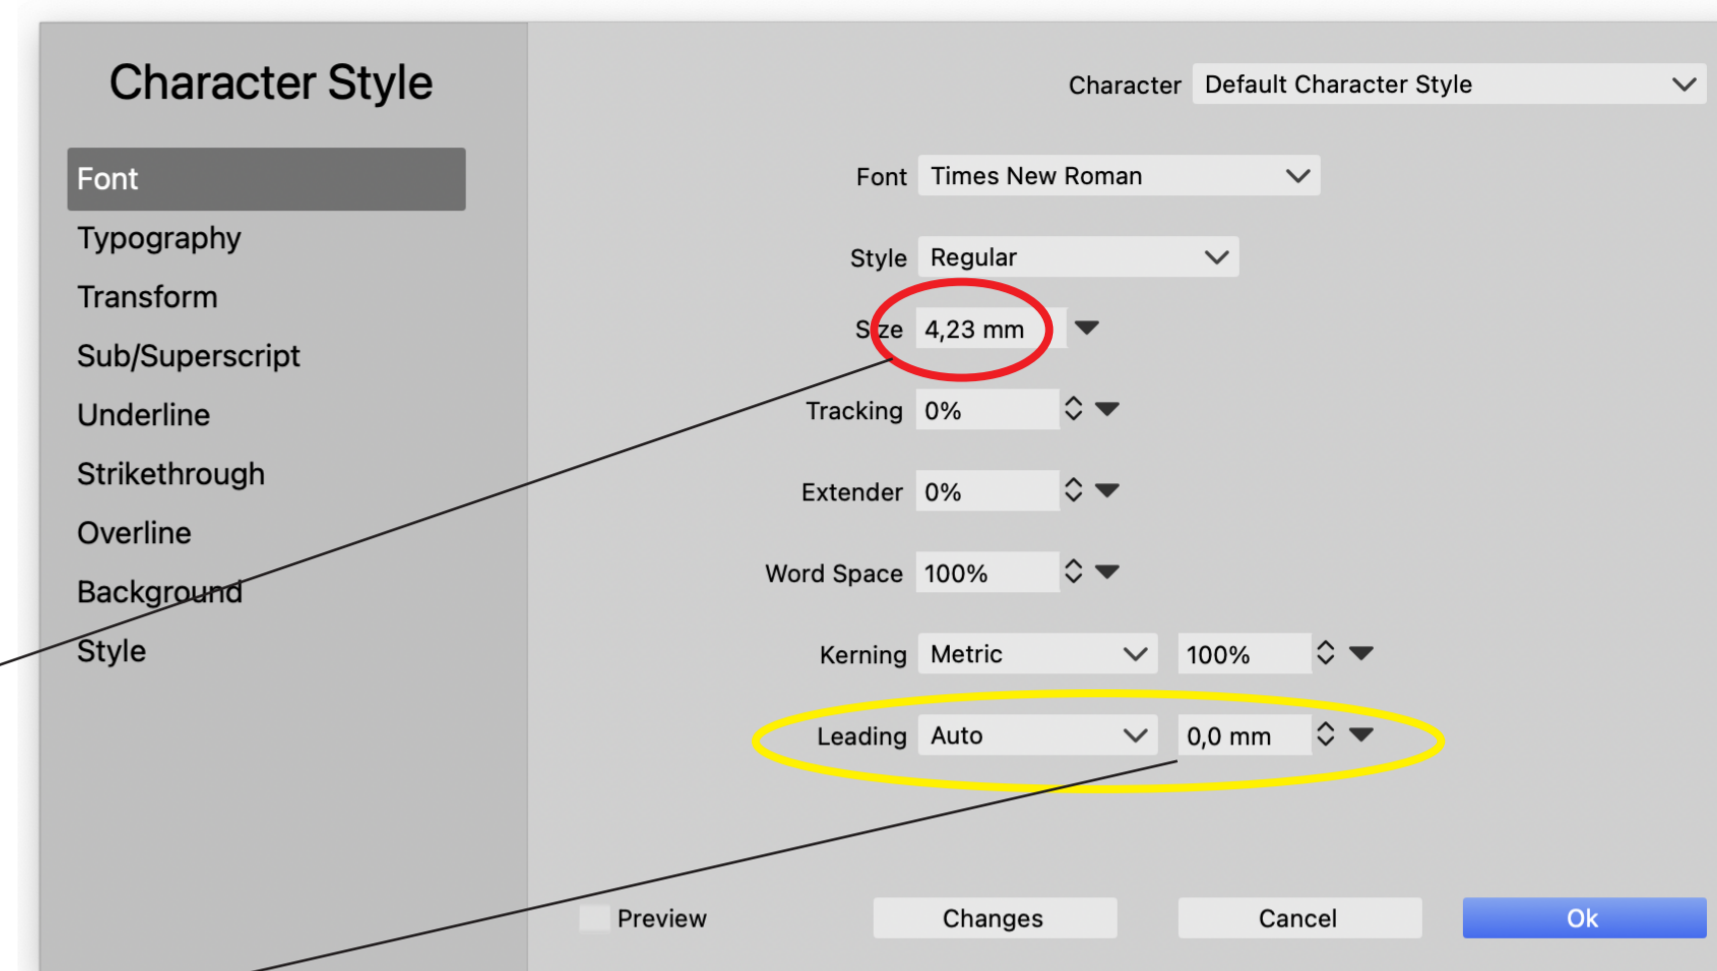 Character Style
Font
Typography
Transform
Sub/Superscript
Underline
Strikethrough
Overline
Background
Style
Character Default Character Style
Font Times New Roman
Style Regular
Size 4,23 mm
Tracking 0%
Extender 0%
Word Space 100%
Kerning Metric 100%
Leading Auto 0,0 mm
Preview Changes Cancel Ok